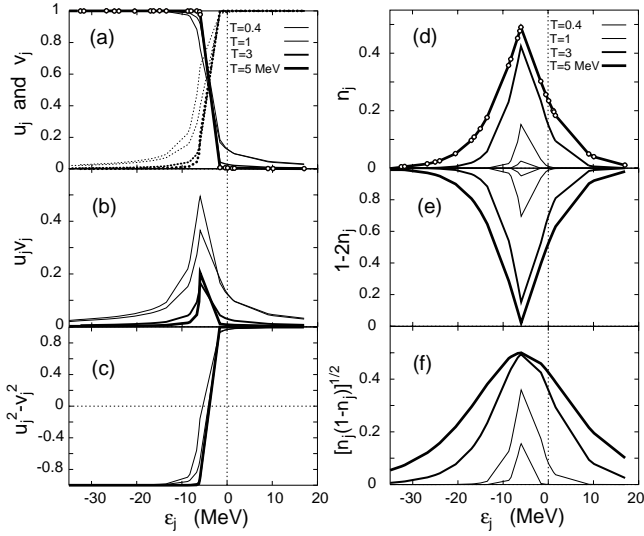 (a)
T=0.4
T=1
T=3
T=5 MeV
u_j and v_j
1
0.8
0.6
0.4
0.2
0
(b)
u_jv_j
0.4
0.2
0
(c)
u_j^2-v_j^2
0.8
0.4
0
-0.4
-0.8
-30 -20 -10 0 10 20
ε_j (MeV)
(d)
T=0.4
T=1
T=3
T=5 MeV
n_j
0.4
0.2
0
(e)
1-2n_j
0.2
0.4
0.6
0.8
0
(f)
[n_j(1-n_j)]^{1/2}
0.4
0.2
0
-30 -20 -10 0 10 20
ε_j (MeV)